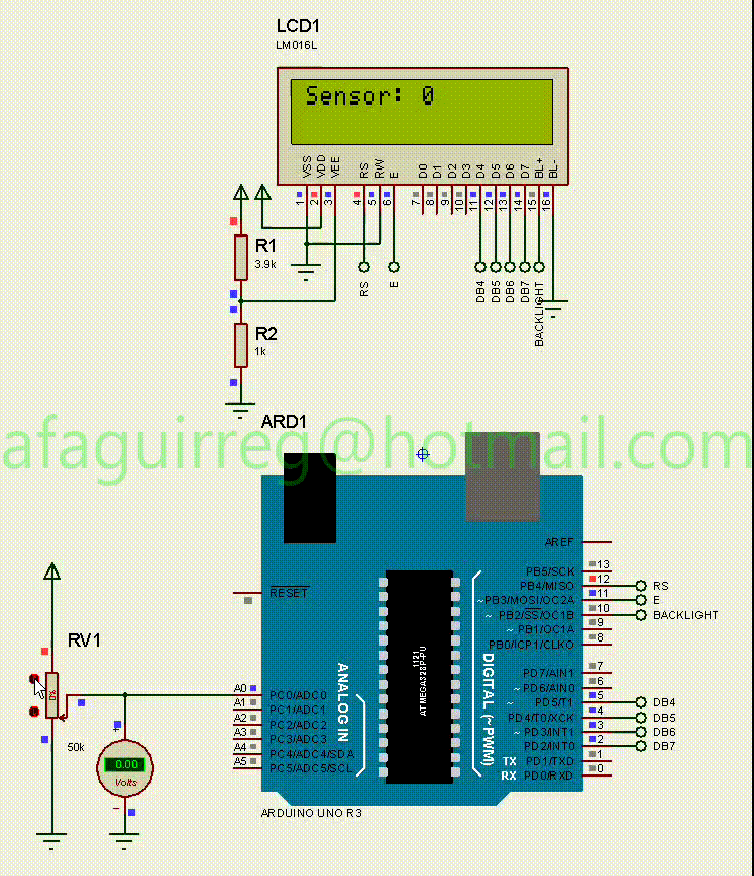 LCD1
LM016L
Sensor: 0
VSS
VDD
VEE
RS
RW
E
D0
D1
D2
D3
D4
D5
D6
D7
BL+
BL-
1
2
3
4
5
6
7
8
9
10
11
12
13
14
15
16
R1
3.9k
RS
E
DB4
DB5
DB6
DB7
BACKLIGHT
R2
1k
ARD1
afaguirreg@hotmail.com
AREF
RESET
PB5/SCK 13
PB4/MISO 12 RS
~PB3/MOSI/OC2A 11 E
~ PB2/SS/OC1B 10 BACKLIGHT
~ PB1/OC1A 9
PB0/ICP1/CLKO 8
1121
ATMEGA328P-PU
ANALOG IN
DIGITAL (~PWM)
RV1
0%
50k
A0 PC0/ADC0
A1 PC1/ADC1
A2 PC2/ADC2
A3 PC3/ADC3
A4 PC4/ADC4/SDA
A5 PC5/ADC5/SCL
PD7/AIN1 7
~ PD6/AIN0 6
~ PD5/T1 5 DB4
PD4/T0/XCK 4 DB5
~ PD3/INT1 3 DB6
PD2/INT0 2 DB7
TX PD1/TXD 1
RX PD0/RXD 0
+
0.00
Volts
-
ARDUINO UNO R3